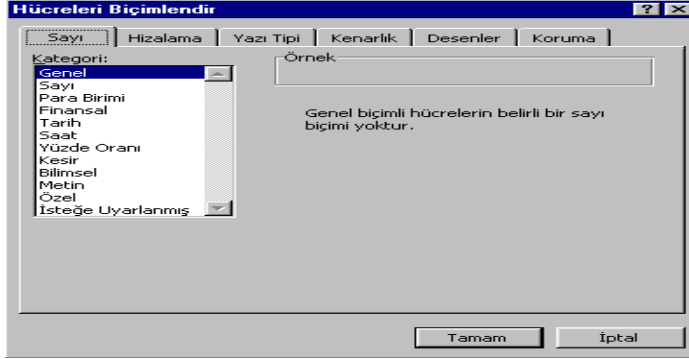 Hücreleri Biçimlendir
Sayı Hizalama Yazı Tipi Kenarlık Desenler Koruma
Kategori:
Genel
Sayı
Para Birimi
Finansal
Tarih
Saat
Yüzde Oranı
Kesir
Bilimsel
Metin
Özel
İsteğe Uyarlanmış
Örnek
Genel biçimli hücrelerin belirli bir sayı
biçimi yoktur.
Tamam İptal